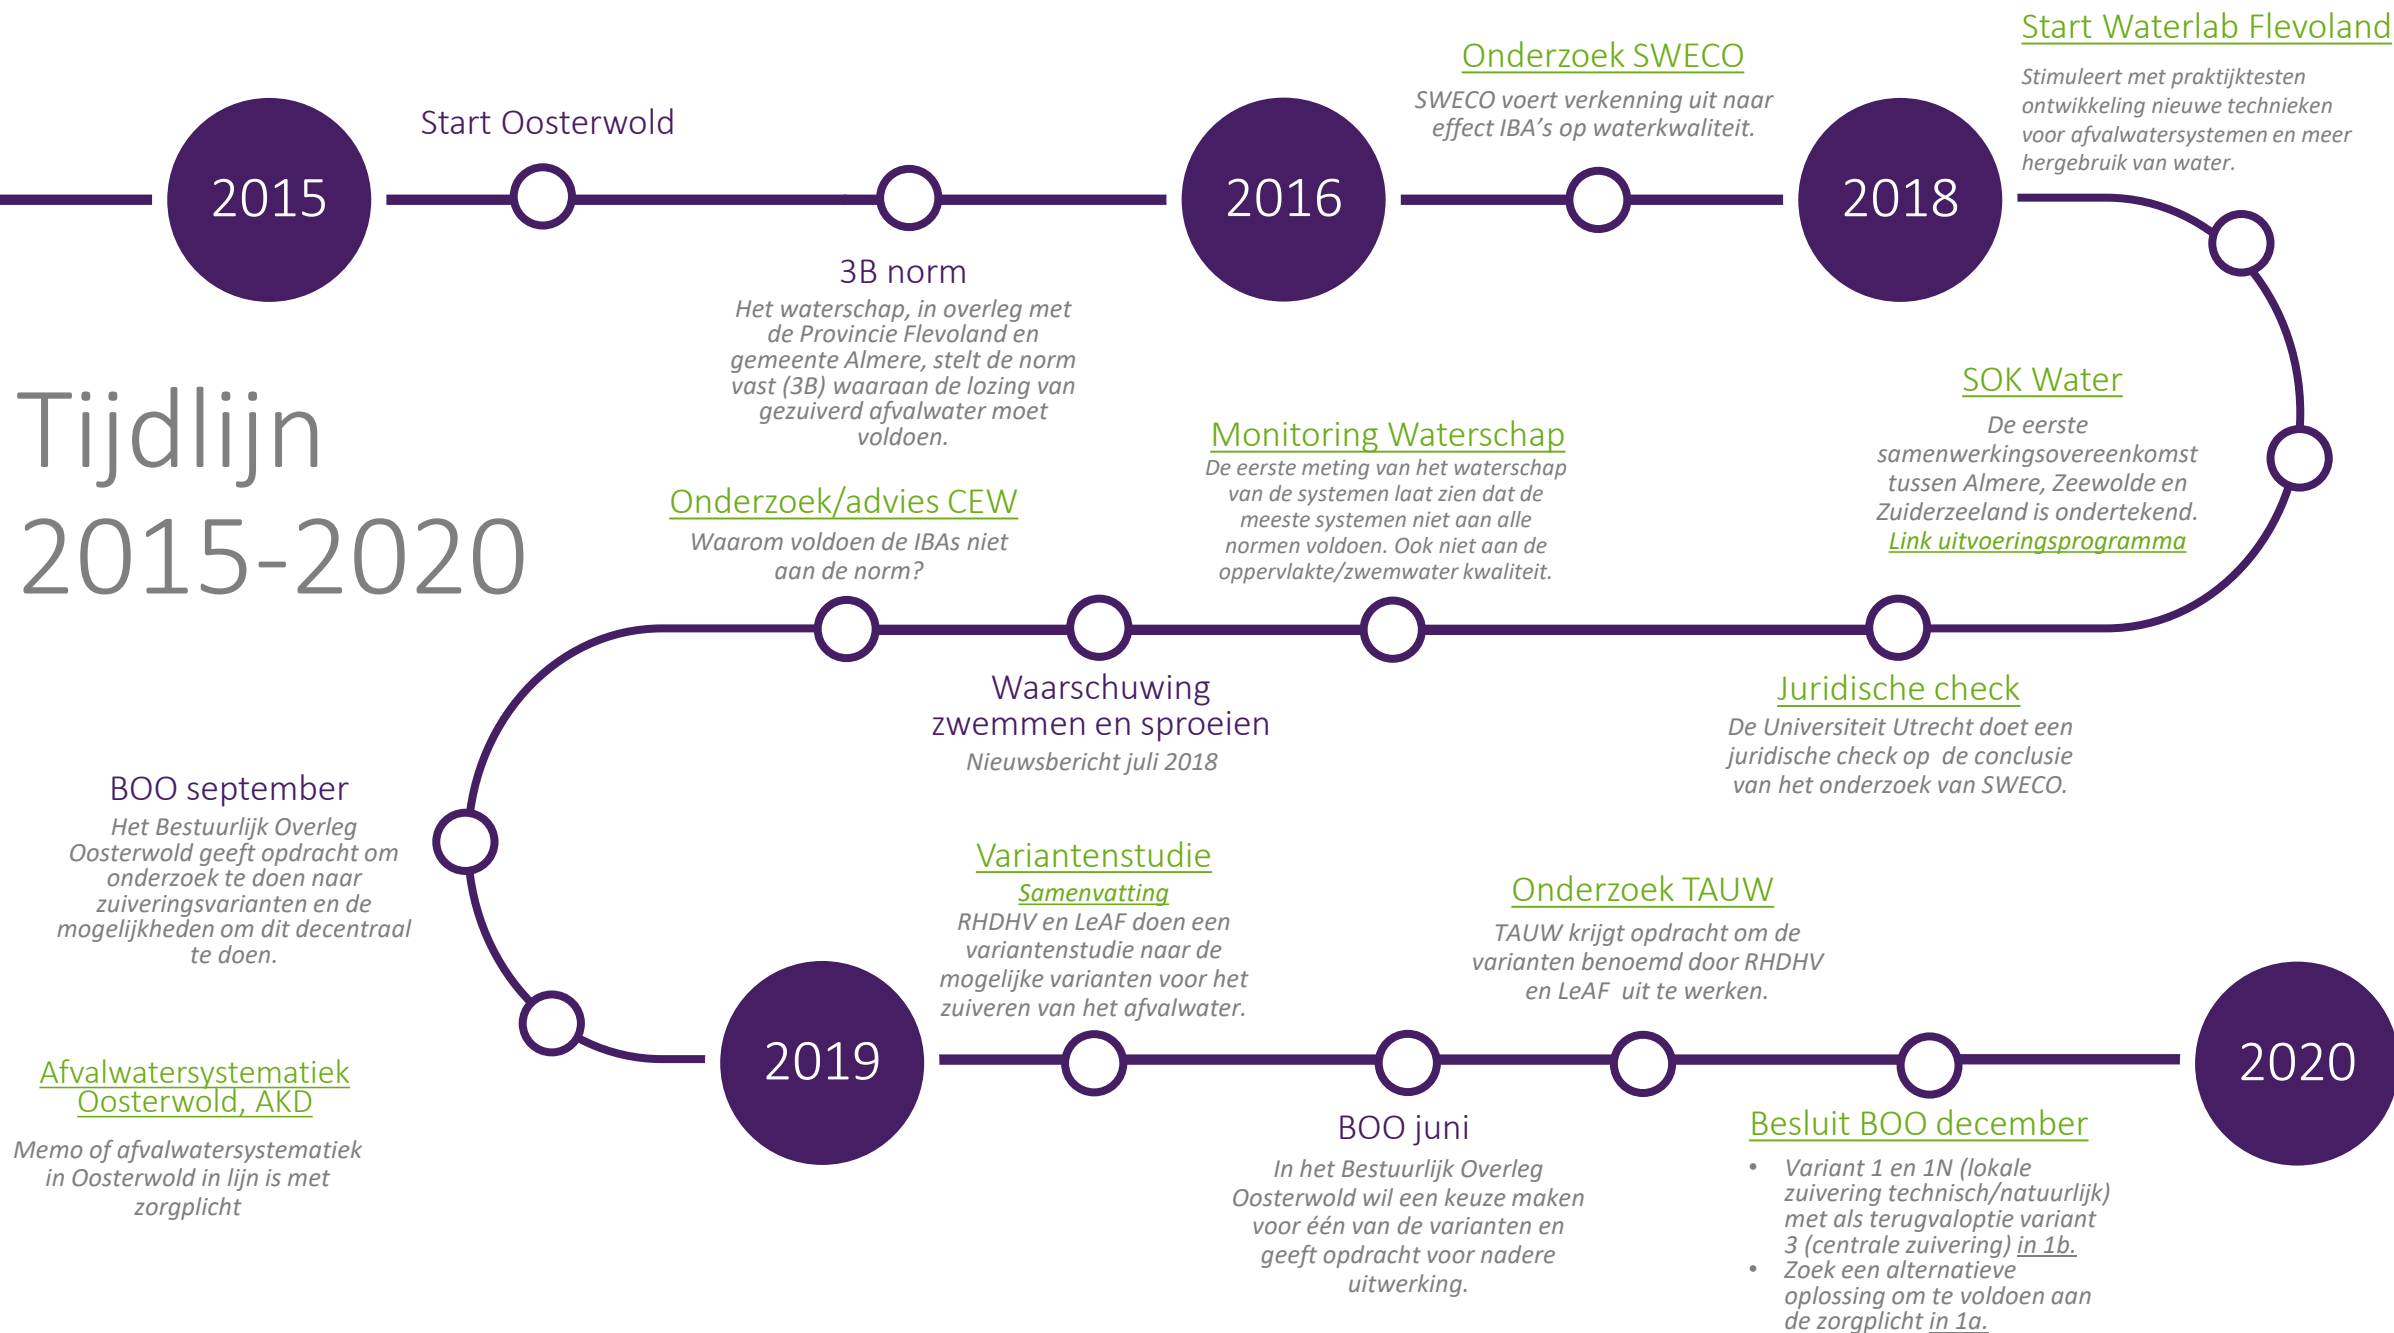 Tijdlijn
2015-2020
2015
Start Oosterwold
3B norm
Het waterschap, in overleg met
de Provincie Flevoland en
gemeente Almere, stelt de norm
vast (3B) waaraan de lozing van
gezuiverd afvalwater moet
voldoen.
2016
Onderzoek SWECO
SWECO voert verkenning uit naar
effect IBA's op waterkwaliteit.
2018
Start Waterlab Flevoland
Stimuleert met praktijktesten
ontwikkeling nieuwe technieken
voor afvalwatersystemen en meer
hergebruik van water.
SOK Water
De eerste
samenwerkingsovereenkomst
tussen Almere, Zeewolde en
Zuiderzeeland is ondertekend.
Link uitvoeringsprogramma
Juridische check
De Universiteit Utrecht doet een
juridische check op  de conclusie
van het onderzoek van SWECO.
Monitoring Waterschap
De eerste meting van het waterschap
van de systemen laat zien dat de
meeste systemen niet aan alle
normen voldoen. Ook niet aan de
oppervlakte/zwemwater kwaliteit.
Waarschuwing
zwemmen en sproeien
Nieuwsbericht juli 2018
Onderzoek/advies CEW
Waarom voldoen de IBAs niet
aan de norm?
BOO september
Het Bestuurlijk Overleg
Oosterwold geeft opdracht om
onderzoek te doen naar
zuiveringsvarianten en de
mogelijkheden om dit decentraal
te doen.
Afvalwatersystematiek
Oosterwold, AKD
Memo of afvalwatersystematiek
in Oosterwold in lijn is met
zorgplicht
2019
Variantenstudie
Samenvatting
RHDHV en LeAF doen een
variantenstudie naar de
mogelijke varianten voor het
zuiveren van het afvalwater.
BOO juni
In het Bestuurlijk Overleg
Oosterwold wil een keuze maken
voor één van de varianten en
geeft opdracht voor nadere
uitwerking.
Onderzoek TAUW
TAUW krijgt opdracht om de
varianten benoemd door RHDHV
en LeAF  uit te werken.
Besluit BOO december
• Variant 1 en 1N (lokale
zuivering technisch/natuurlijk)
met als terugvaloptie variant
3 (centrale zuivering) in 1b.
• Zoek een alternatieve
oplossing om te voldoen aan
de zorgplicht in 1a.
2020